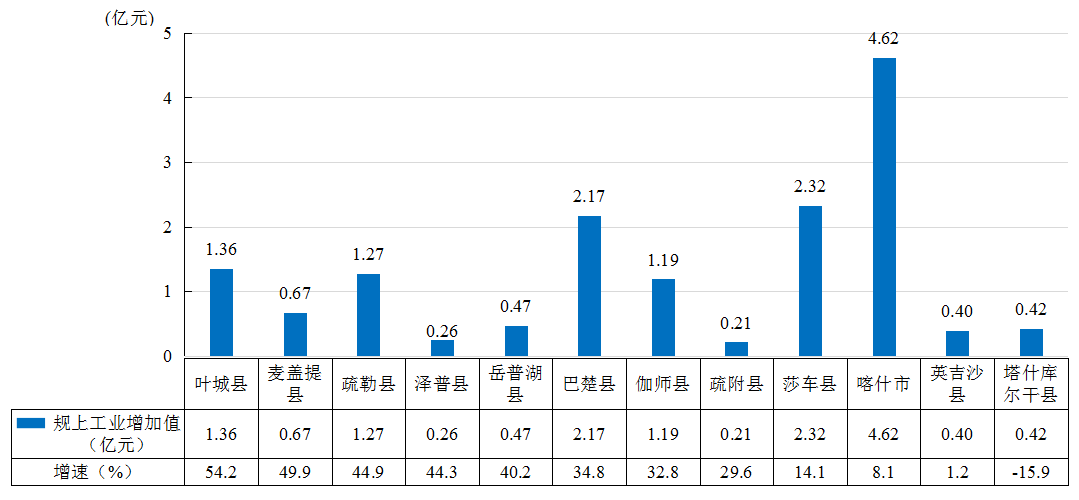 (亿元)
5
4
3
2
1
0
1.36
0.67
1.27
0.26
0.47
2.17
1.19
0.21
2.32
4.62
0.40
0.42
叶城县
麦盖提
县
疏勒县
泽普县
岳普湖
县
巴楚县
伽师县
疏附县
莎车县
喀什市
英吉沙
县
塔什库
尔干县
规上工业增加值
（亿元）
1.36 0.67 1.27 0.26 0.47 2.17 1.19 0.21 2.32 4.62 0.40 0.42
增速（%） 54.2 49.9 44.9 44.3 40.2 34.8 32.8 29.6 14.1 8.1 1.2 -15.9